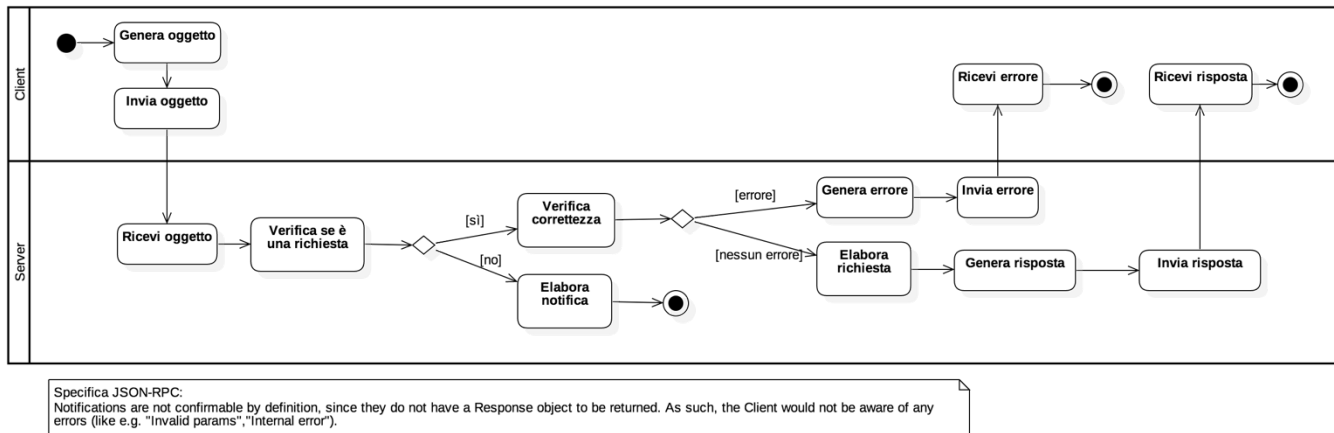 Client
Genera oggetto
Invia oggetto
Ricevi errore
Ricevi risposta
Server
Ricevi oggetto
Verifica se è
una richiesta
[sì]
[no]
Verifica
correttezza
Elabora
notifica
[errore]
[nessun errore]
Genera errore
Invia errore
Elabora
richiesta
Genera risposta
Invia risposta
Specifica JSON-RPC:
Notifications are not confirmable by definition, since they do not have a Response object to be returned. As such, the Client would not be aware of any
errors (like e.g. "Invalid params","Internal error").